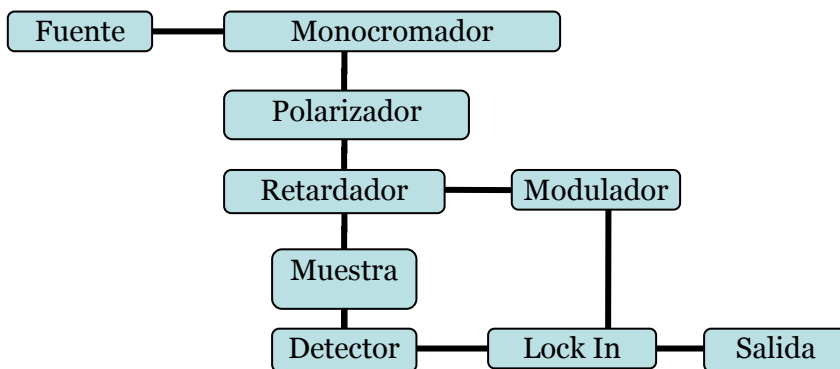 Fuente
Monocromador
Polarizador
Retardador
Modulador
Muestra
Detector
Lock In
Salida